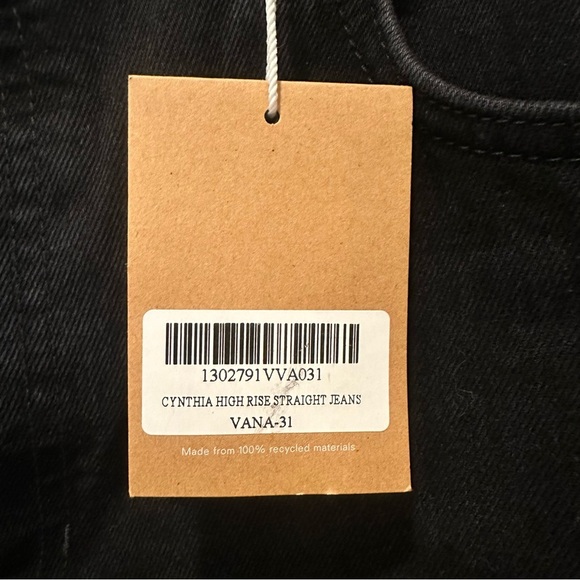 1302791VVA031
CYNTHIA HIGH RISE STRAIGHT JEANS
VANA-31
Made from 100% recycled materials